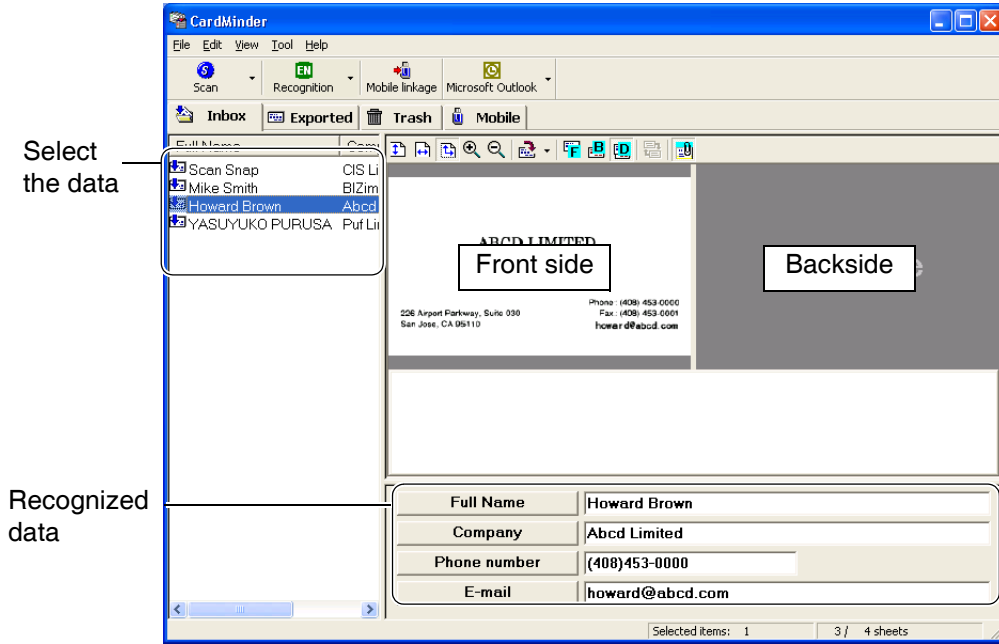 CardMinder
File Edit View Tool Help
S
EN
Scan Recognition Mobile linkage Microsoft Outlook
Inbox Exported Trash Mobile
Select
the data
Full Name
F B D
Scan Snap CIS Li
Mike Smith BIZim
Howard Brown Abcd
YASUYUKO PURUSA Puf Lir
ABCD LIMITED
Front side
Backside
Phone : (408) 453-0000
226 Airport Parkway, Suite 030 Fax : (408) 453-0001
San Jose, CA 95110 howard@abcd.com
Recognized
data
Full Name Howard Brown
Company Abcd Limited
Phone number (408)453-0000
E-mail howard@abcd.com
Selected items: 1 3 / 4 sheets